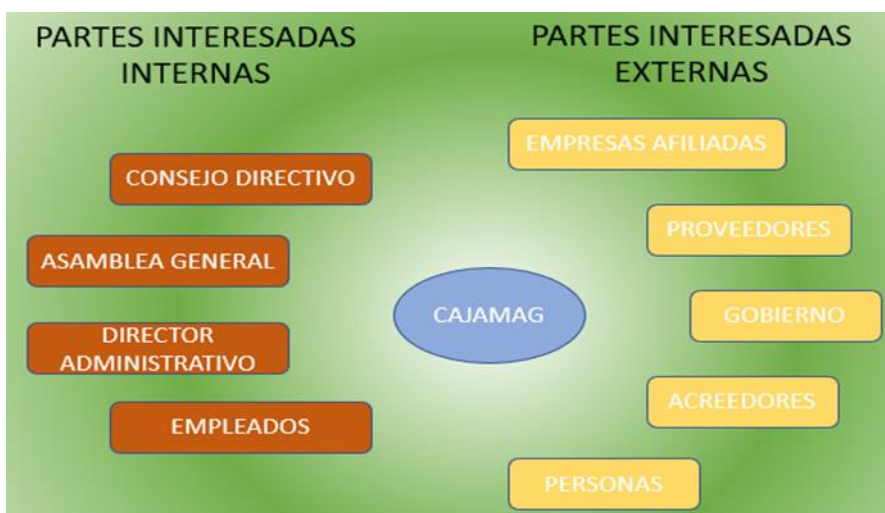 PARTES INTERESADAS
INTERNAS
CONSEJO DIRECTIVO
ASAMBLEA GENERAL
DIRECTOR
ADMINISTRATIVO
EMPLEADOS
CAJAMAG
PARTES INTERESADAS
EXTERNAS
EMPRESAS AFILIADAS
PROVEEDORES
GOBIERNO
ACREEDORES
PERSONAS